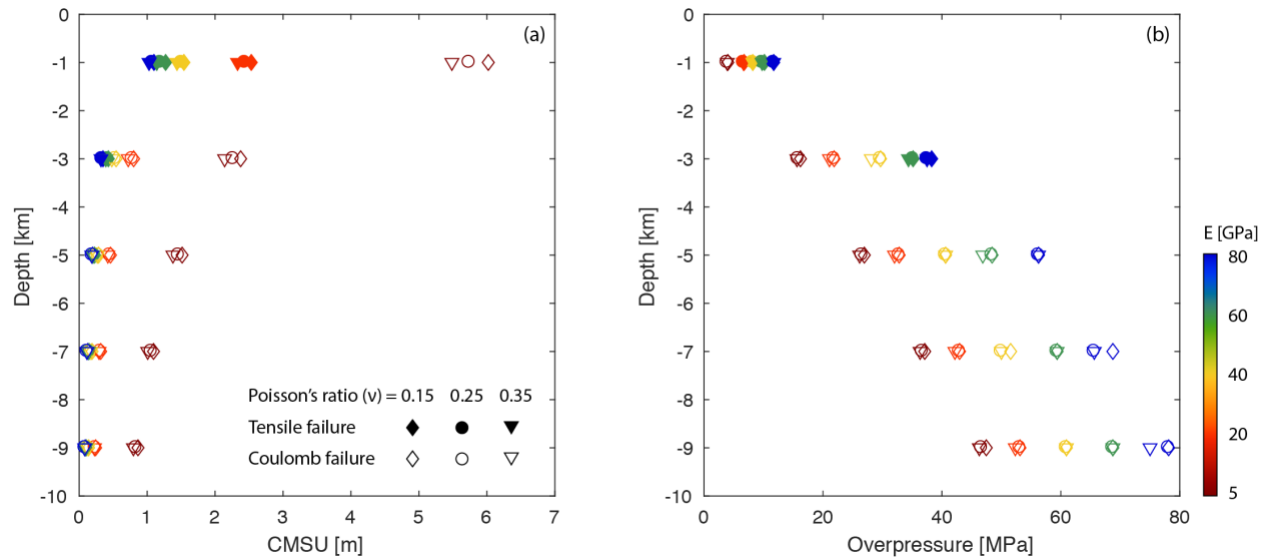 (a)
0
-1
-2
-3
-4
-5
-6
-7
-8
-9
-10
Depth [km]
0 1 2 3 4 5 6 7
CMSU [m]
Poisson's ratio (ν) = 0.15 0.25 0.35
Tensile failure
Coulomb failure
(b)
0
-1
-2
-3
-4
-5
-6
-7
-8
-9
-10
Depth [km]
0 20 40 60 80
Overpressure [MPa]
E [GPa]
80
60
40
20
5